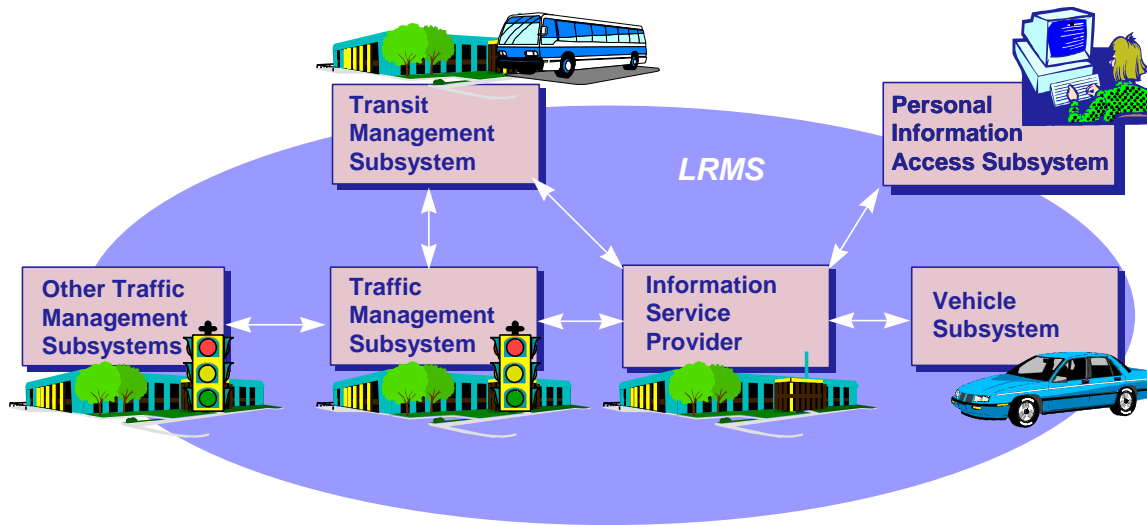 Transit
Management
Subsystem
Personal
Information
Access Subsystem
LRMS
Other Traffic
Management
Subsystems
Traffic
Management
Subsystem
Information
Service
Provider
Vehicle
Subsystem